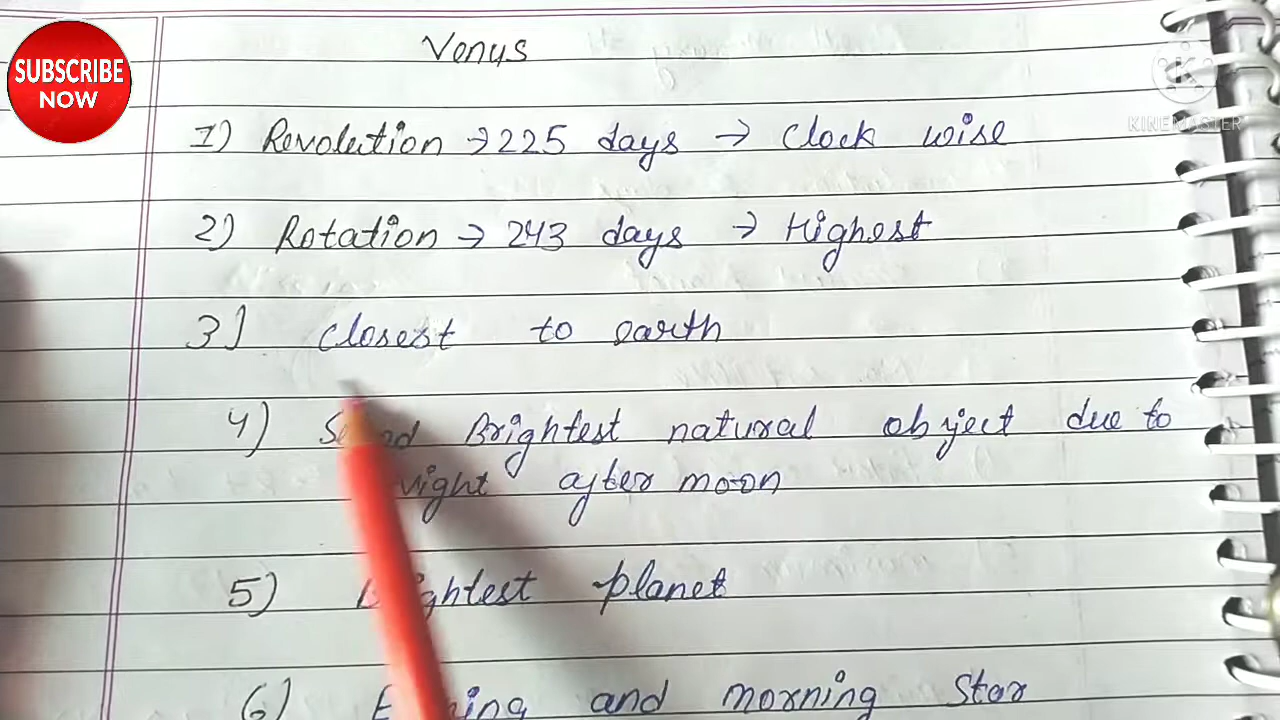 SUBSCRIBE
NOW
KINEMASTER
Venus
1) Revolution → 225 days → Clock wise
2) Rotation → 243 days → Highest
3] Closest to earth
4) Brightest natural object due to
after moon
5) planet
6) and morning Star